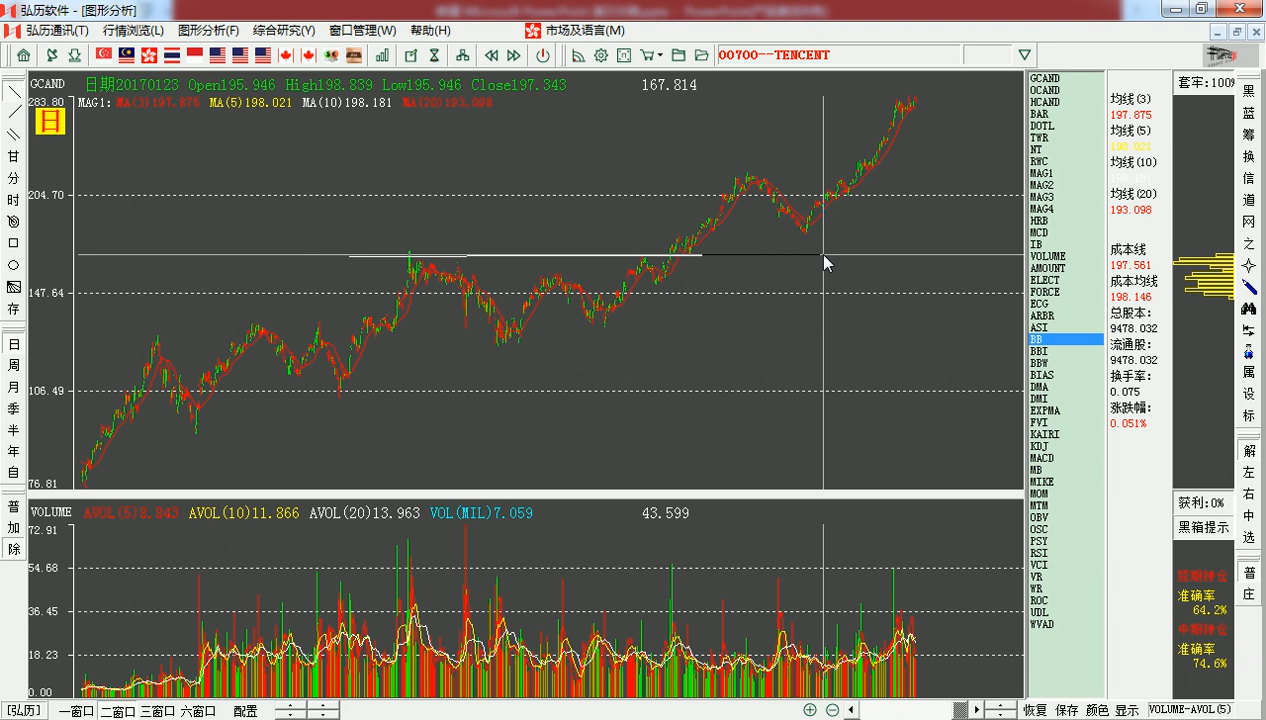 弘历软件 - [图形分析]
弘历通讯(T) 行情浏览(L) 图形分析(F) 综合研究(Y) 窗口管理(W) 帮助(H) 市场及语言(M)
00700--TENCENT
GCAND 日期20170123 Open195.946 High198.839 Low195.946 Close197.343 167.814
283.80 MAG1: MA(3)197.875 MA(5)198.021 MA(10)198.181 MA(20)193.098
日
204.70
147.64
106.49
76.81
VOLUME AVOL(5)8.843 AVOL(10)11.866 AVOL(20)13.963 VOL(MIL)7.059 43.599
72.91
54.68
36.45
18.23
0.00
甘
分
时
存
日
周
月
季
半
年
自
普
加
除
GCAND
OCAND
HCAND
BAR
DOTL
TWR
NT
RWC
MAG1
MAG2
MAG3
MAG4
HRB
MCD
IB
VOLUME
AMOUNT
ELECT
FORCE
ECG
ARBR
ASI
BB
BBI
BBW
BIAS
DMA
DMI
EXPMA
FVI
KAIRI
KDJ
MACD
MB
MIKE
MOM
MTM
OBV
OSC
PSY
RSI
VCI
VR
WR
ROC
UDL
WVAD
均线(3)
197.875
均线(5)
198.021
均线(10)
198.181
均线(20)
193.098
成本线
197.561
成本均线
198.146
总股本:
9478.032
流通股:
9478.032
换手率:
0.075
涨跌幅:
0.051%
套牢:100%
获利:0%
黑箱提示
短期持仓
准确率
64.2%
中期持仓
准确率
74.6%
黑
蓝
筹
换
信
道
网
之
属
设
标
解
左
右
中
选
普
庄
[弘历] 一窗口 二窗口 三窗口 六窗口 配置 恢复 保存 颜色 显示 VOLUME-AVOL(5)